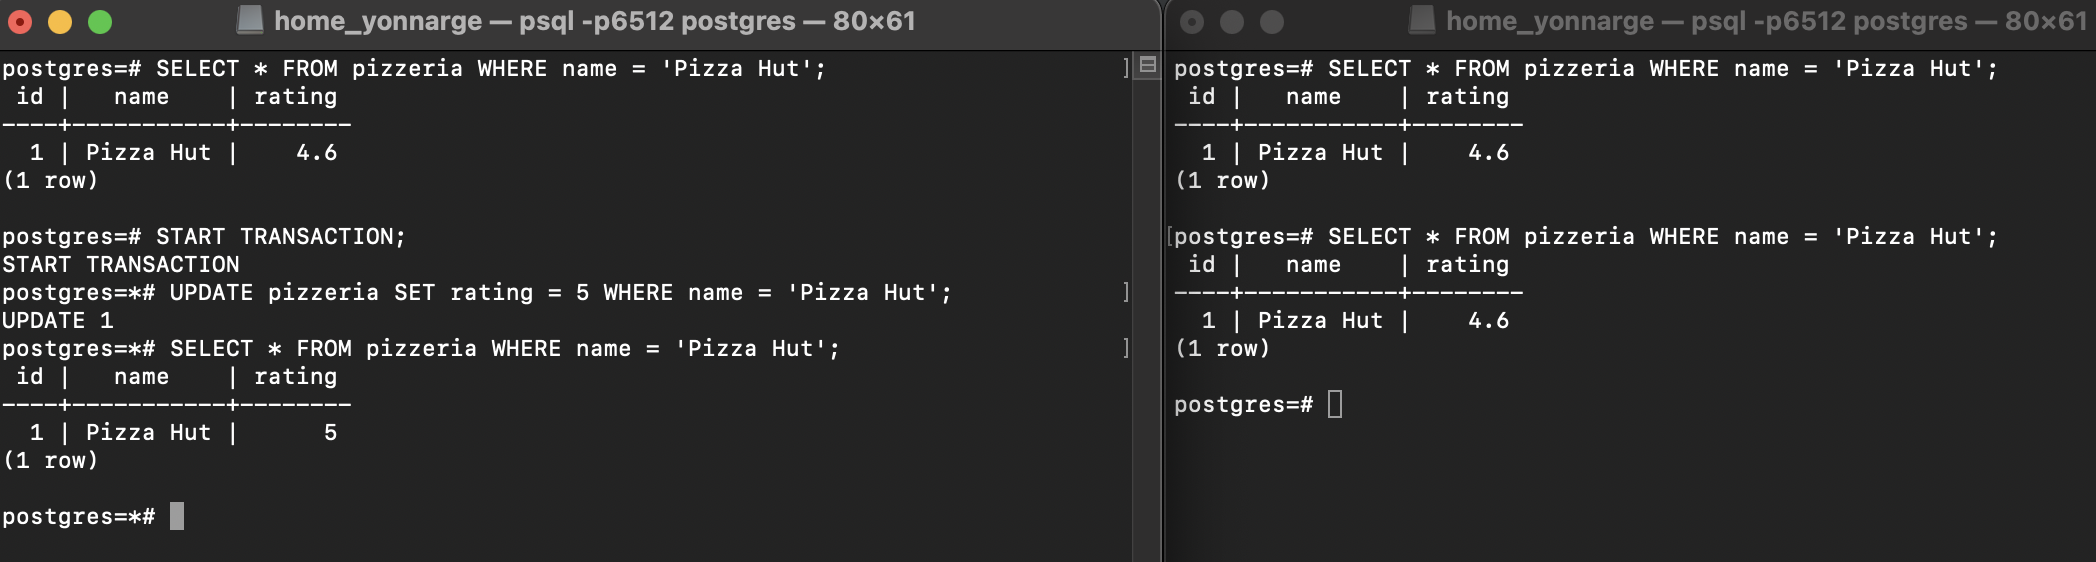 home_yonnarge — psql -p6512 postgres — 80×61
postgres=# SELECT * FROM pizzeria WHERE name = 'Pizza Hut';
 id |   name    | rating
----+-----------+--------
  1 | Pizza Hut |    4.6
(1 row)

postgres=# START TRANSACTION;
START TRANSACTION
postgres=*# UPDATE pizzeria SET rating = 5 WHERE name = 'Pizza Hut';
UPDATE 1
postgres=*# SELECT * FROM pizzeria WHERE name = 'Pizza Hut';
 id |   name    | rating
----+-----------+--------
  1 | Pizza Hut |      5
(1 row)

postgres=*#
home_yonnarge — psql -p6512 postgres — 80×61
postgres=# SELECT * FROM pizzeria WHERE name = 'Pizza Hut';
 id |   name    | rating
----+-----------+--------
  1 | Pizza Hut |    4.6
(1 row)

postgres=# SELECT * FROM pizzeria WHERE name = 'Pizza Hut';
 id |   name    | rating
----+-----------+--------
  1 | Pizza Hut |    4.6
(1 row)

postgres=#